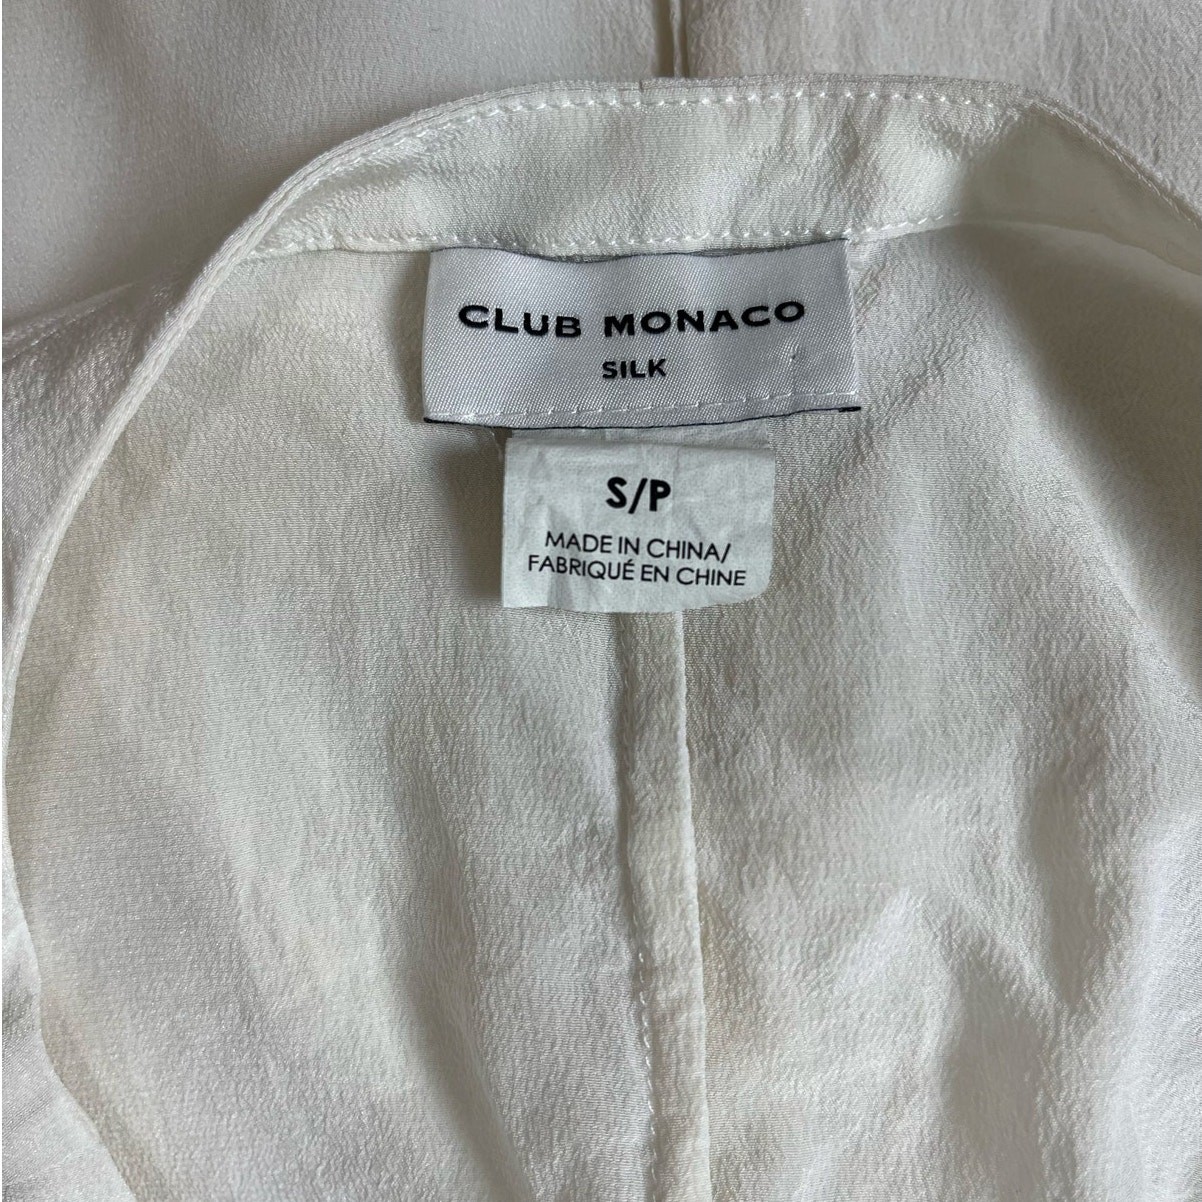 CLUB MONACO
SILK
S/P
MADE IN CHINA/
FABRIQUÉ EN CHINE